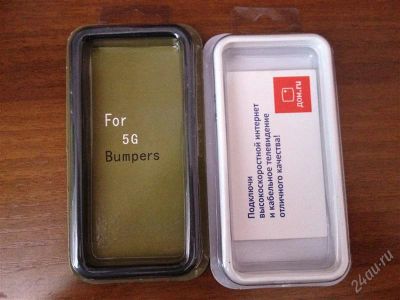 For
5G
Bumpers
дом.ru
Подключи
высокоскоростной интернет
и кабельное телевидение
отличного качества!
24au.ru